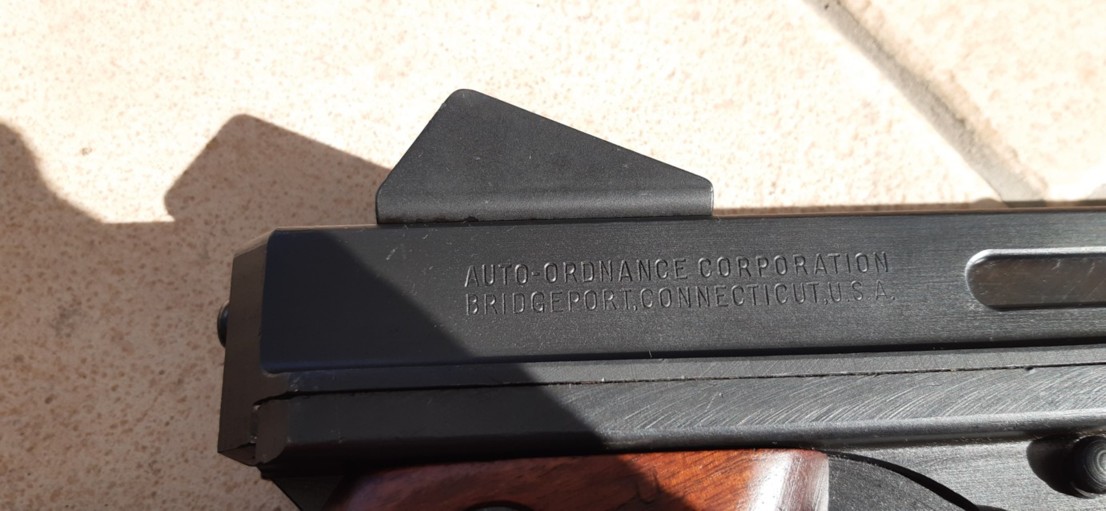 AUTO-ORDNANCE CORPORATION
BRIDGEPORT,CONNECTICUT,U.S.A.